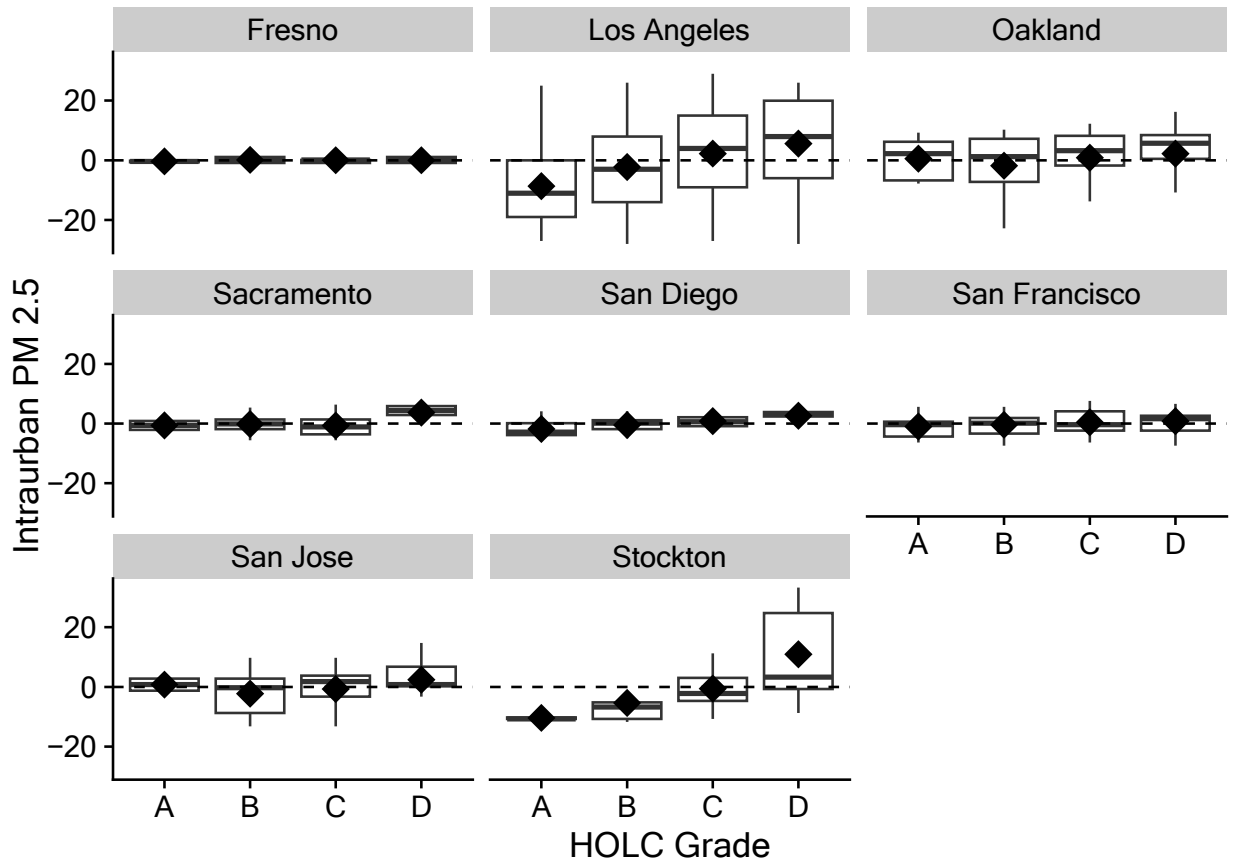 Fresno
Los Angeles
Oakland
20
0
−20
Sacramento
San Diego
San Francisco
20
0
−20
A B C D
San Jose
Stockton
20
0
−20
A B C D
A B C D
Intraurban PM 2.5
HOLC Grade